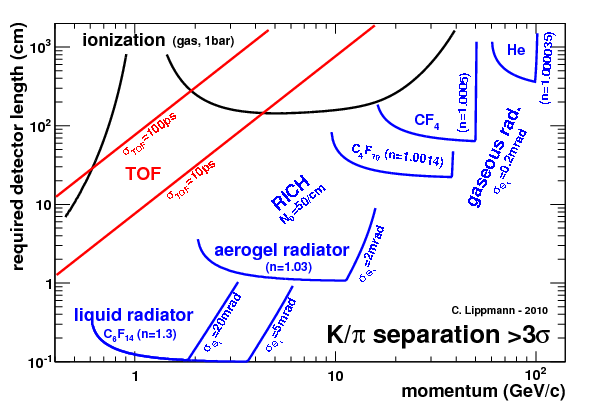 required detector length (cm)
10³
10²
10
1
10⁻¹
1
10
10²
momentum (GeV/c)
ionization (gas, 1bar)
σTOF=100ps
TOF
σTOF=10ps
RICH
N₀=50/cm
He
(n=1.000035)
CF₄
(n=1.0005)
C₄F₁₀ (n=1.0014)
gaseous rad.
σΘc=0.2mrad
aerogel radiator
(n=1.03)
σΘc=2mrad
liquid radiator
C₆F₁₄ (n=1.3)
σΘc=20mrad
σΘc=5mrad
C. Lippmann - 2010
K/π separation >3σ